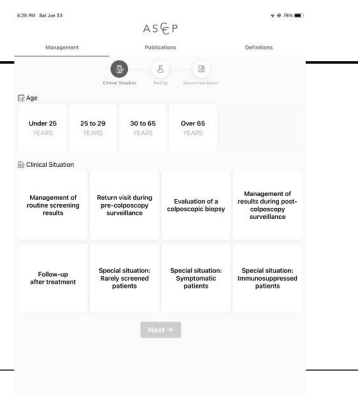 5:25 PM Sat Jan 23
78%
ASCCP
Management
Publications
Definitions
Clinical Situation
Testing
Recommended Action
Age
Under 25
YEARS
25 to 29
YEARS
30 to 65
YEARS
Over 65
YEARS
Clinical Situation
Management of
routine screening
results
Return visit during
pre-colposcopy
surveillance
Evaluation of a
colposcopic biopsy
Management of
results during post-
colposcopy
surveillance
Follow-up
after treatment
Special situation:
Rarely screened
patients
Special situation:
Symptomatic
patients
Special situation:
Immunosuppressed
patients
Next →